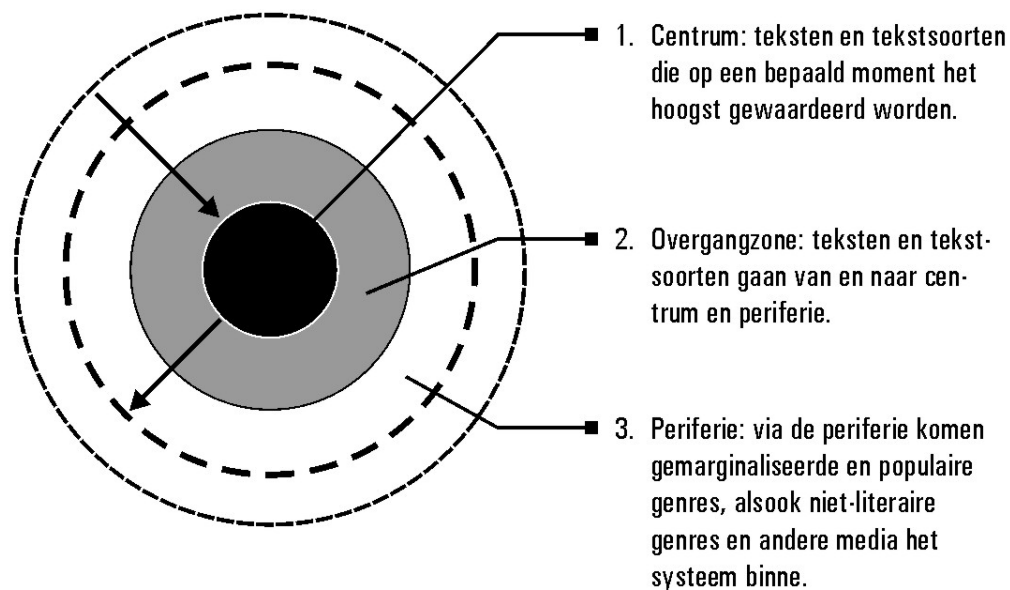 1. Centrum: teksten en tekstsoorten
die op een bepaald moment het
hoogst gewaardeerd worden.
2. Overgangzone: teksten en tekst-
soorten gaan van en naar cen-
trum en periferie.
3. Periferie: via de periferie komen
gemarginaliseerde en populaire
genres, alsook niet-literaire
genres en andere media het
systeem binne.